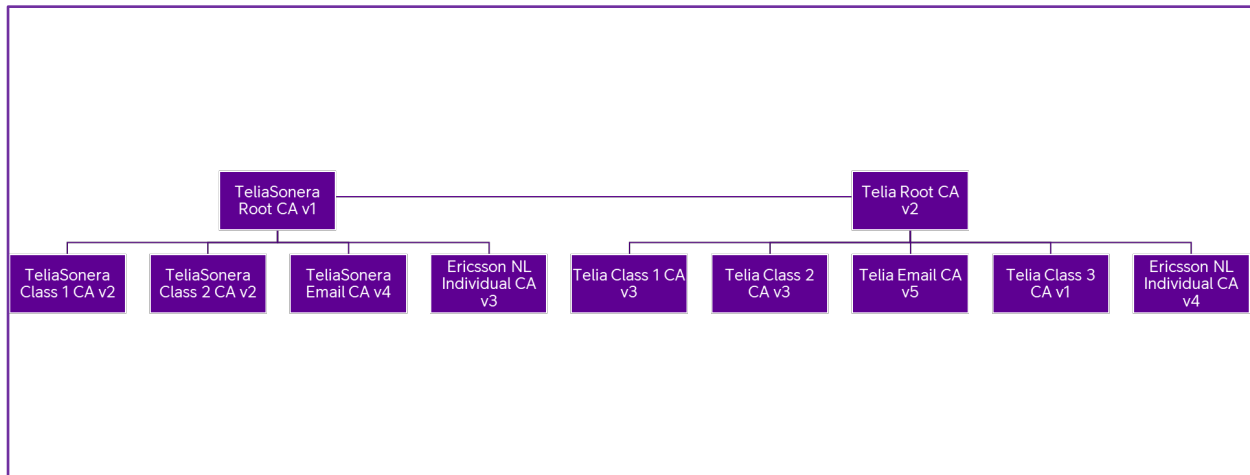 TeliaSonera
Root CA v1
Telia Root CA
v2
TeliaSonera
Class 1 CA v2
TeliaSonera
Class 2 CA v2
TeliaSonera
Email CA v4
Ericsson NL
Individual CA
v3
Telia Class 1 CA
v3
Telia Class 2
CA v3
Telia Email CA
v5
Telia Class 3
CA v1
Ericsson NL
Individual CA
v4